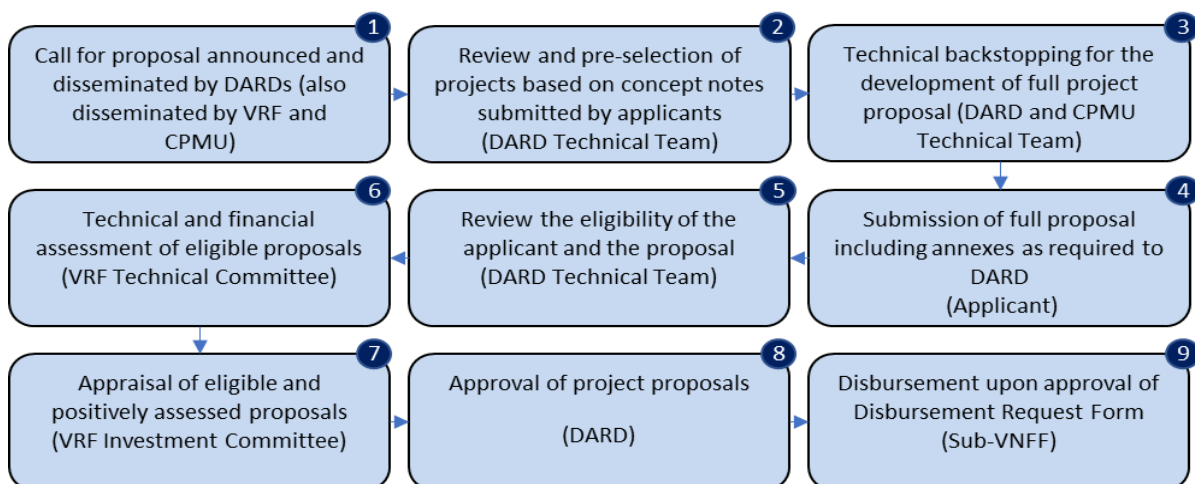 1
Call for proposal announced and
disseminated by DARDs (also
disseminated by VRF and
CPMU)
2
Review and pre-selection of
projects based on concept notes
submitted by applicants
(DARD Technical Team)
3
Technical backstopping for the
development of full project
proposal (DARD and CPMU
Technical Team)
4
Submission of full proposal
including annexes as required to
DARD
(Applicant)
5
Review the eligibility of the
applicant and the proposal
(DARD Technical Team)
6
Technical and financial
assessment of eligible proposals
(VRF Technical Committee)
7
Appraisal of eligible and
positively assessed proposals
(VRF Investment Committee)
8
Approval of project proposals
(DARD)
9
Disbursement upon approval of
Disbursement Request Form
(Sub-VNFF)